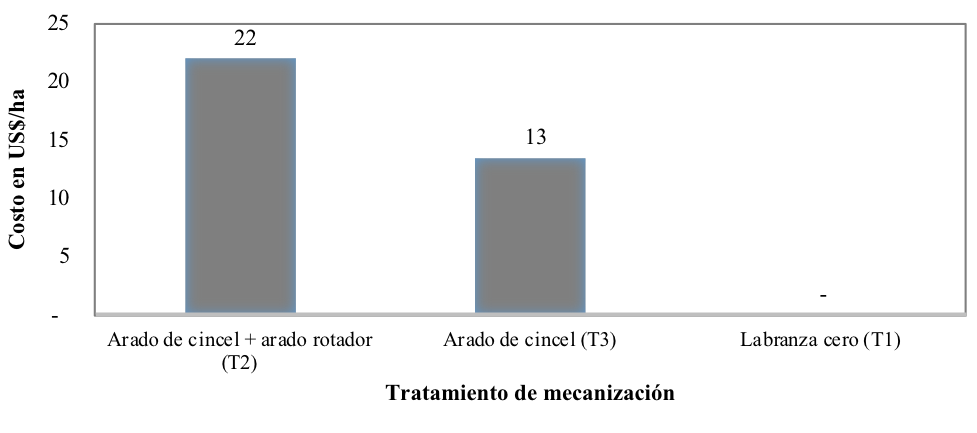 25
22
20
15
13
10
5
-
-
Costo en US$/ha
Arado de cincel + arado rotador
(T2)
Arado de cincel (T3)
Labranza cero (T1)
Tratamiento de mecanización